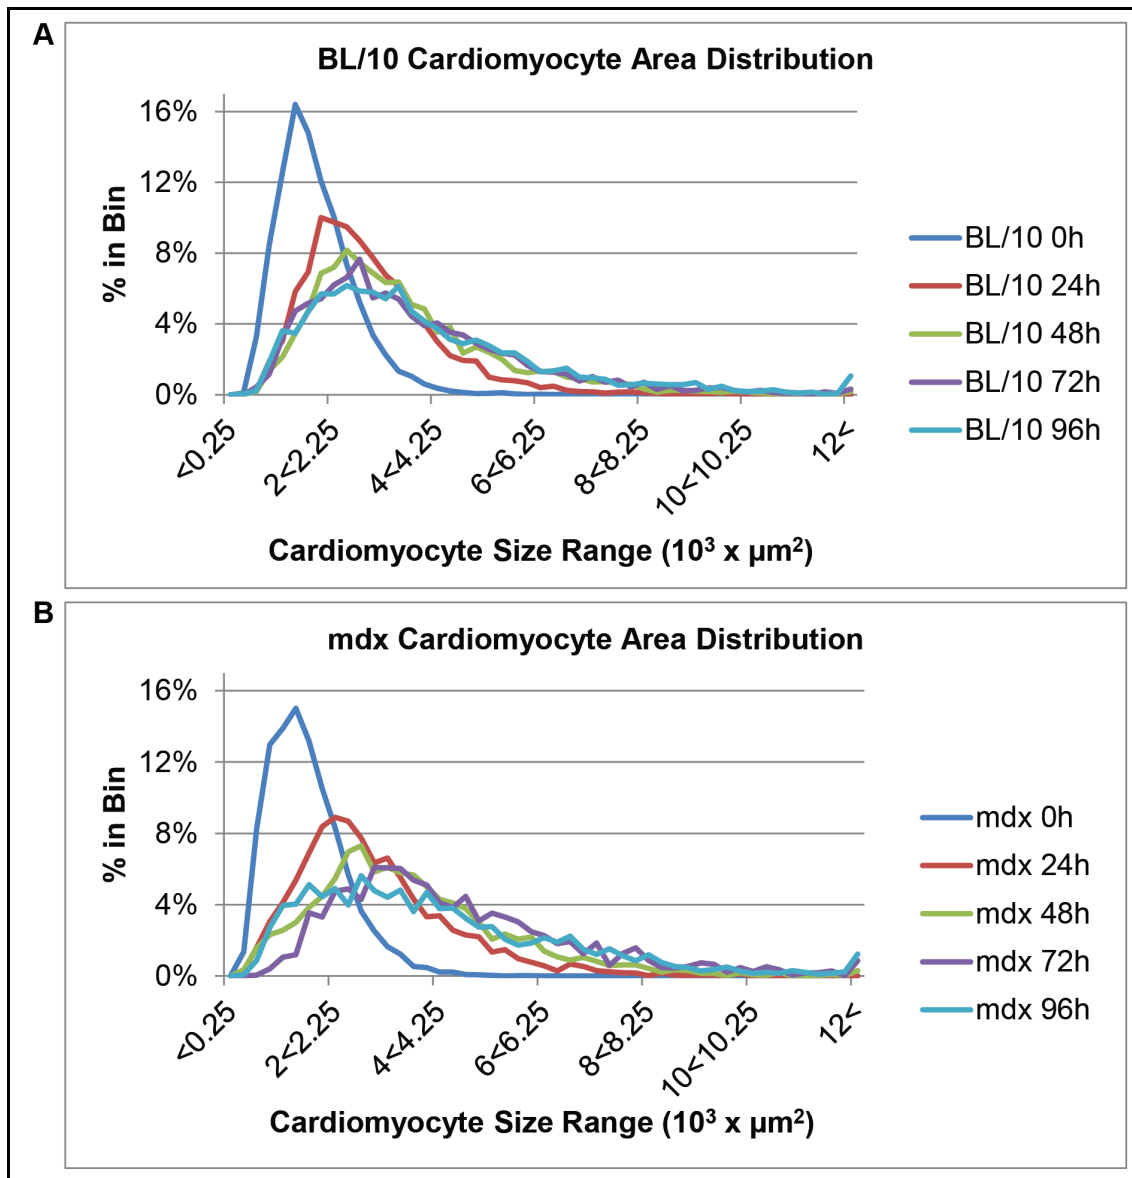 A
BL/10 Cardiomyocyte Area Distribution
% in Bin
16%
12%
8%
4%
0%
<0.25
2<2.25
4<4.25
6<6.25
8<8.25
10<10.25
12<
Cardiomyocyte Size Range (10³ x µm²)
BL/10 0h
BL/10 24h
BL/10 48h
BL/10 72h
BL/10 96h
B
mdx Cardiomyocyte Area Distribution
% in Bin
16%
12%
8%
4%
0%
<0.25
2<2.25
4<4.25
6<6.25
8<8.25
10<10.25
12<
Cardiomyocyte Size Range (10³ x µm²)
mdx 0h
mdx 24h
mdx 48h
mdx 72h
mdx 96h